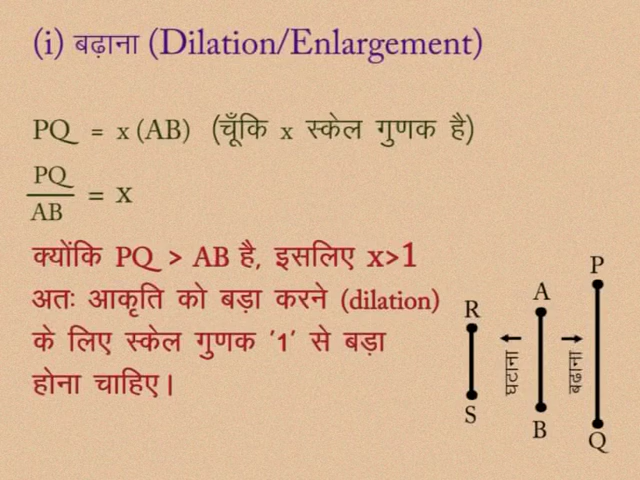 (i) बढ़ाना (Dilation/Enlargement)
PQ = x (AB) (चूँकि x स्केल गुणक है)
PQ
AB
= x
क्योंकि PQ > AB है, इसलिए x>1
अतः आकृति को बड़ा करने (dilation)
के लिए स्केल गुणक '1' से बड़ा
होना चाहिए।
R
A
P
घटाना
बढाना
S
B
Q